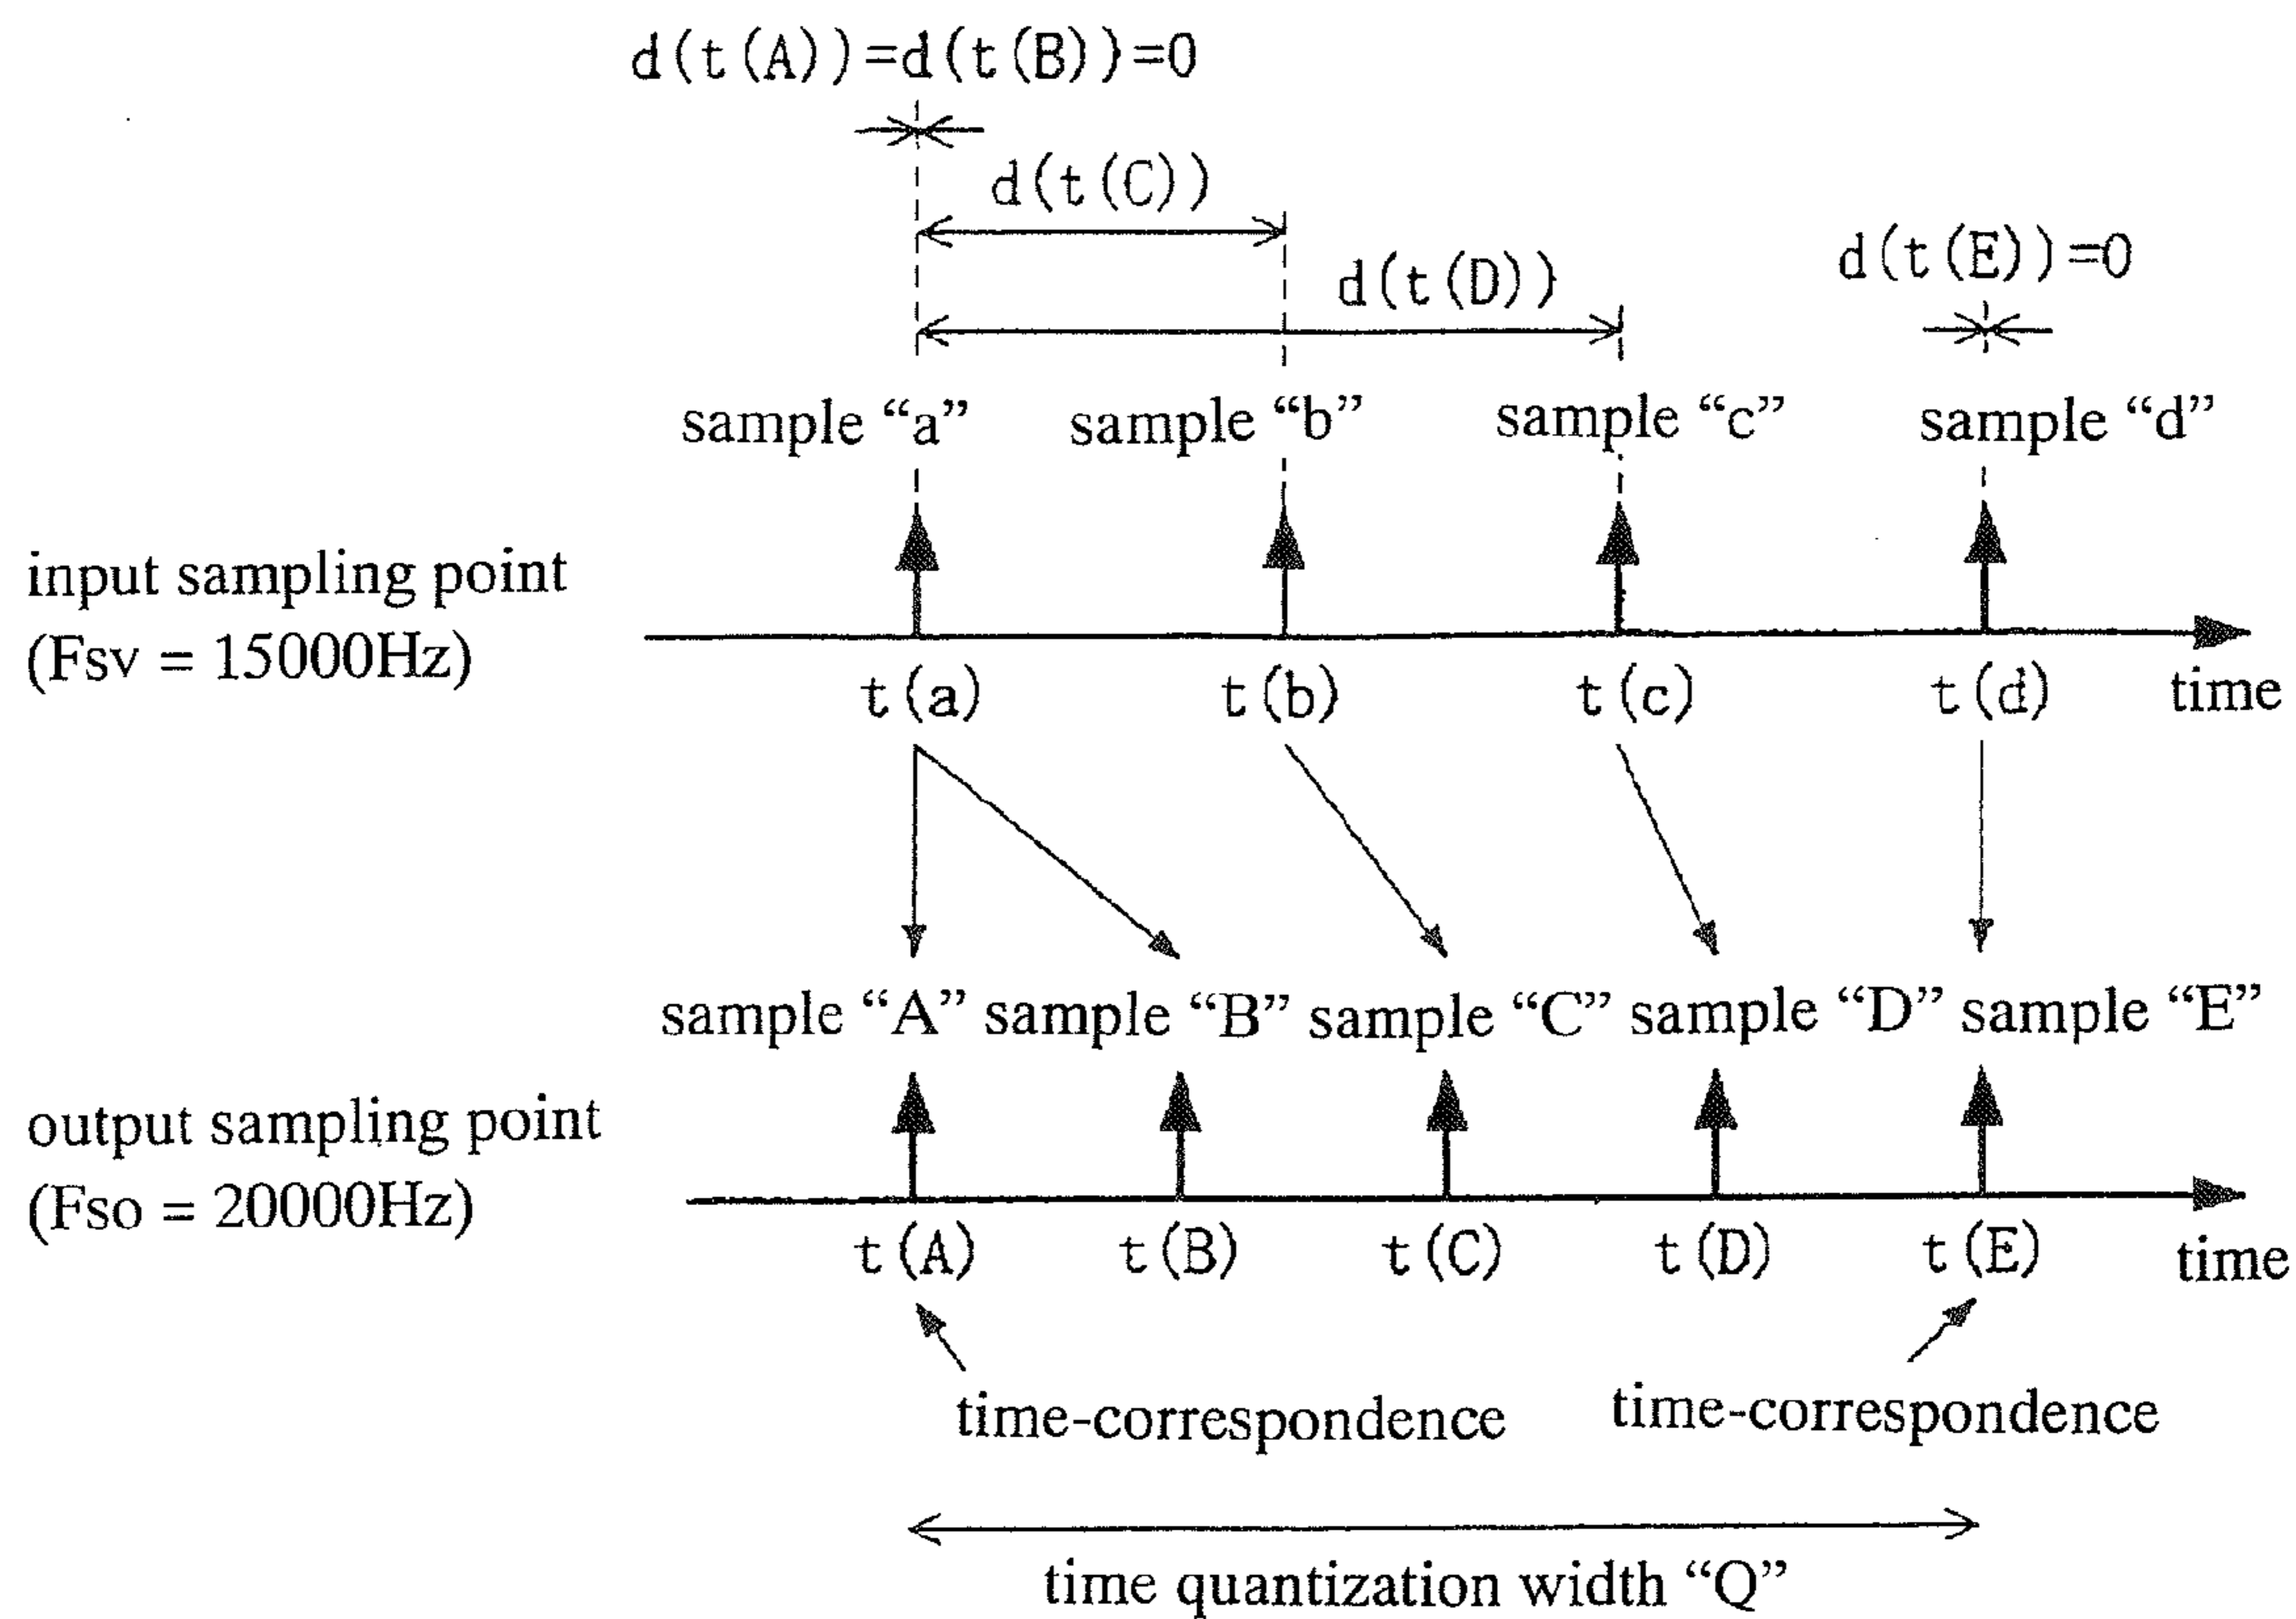 d(t(A))=d(t(B))=0
d(t(C))
d(t(D))
d(t(E))=0
sample “a” sample “b” sample “c” sample “d”
input sampling point
(Fsv = 15000Hz)
t(a) t(b) t(c) t(d) time
sample “A” sample “B” sample “C” sample “D” sample “E”
output sampling point
(Fso = 20000Hz)
t(A) t(B) t(C) t(D) t(E) time
time-correspondence time-correspondence
time quantization width “Q”